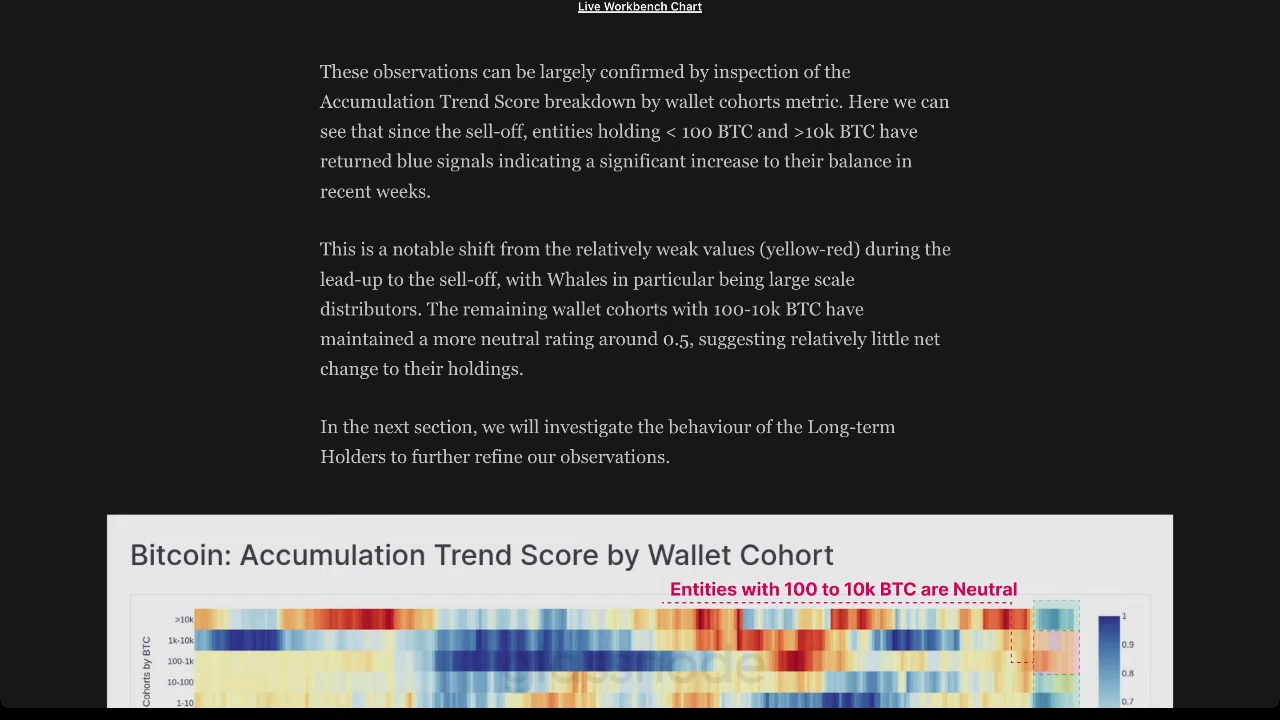 Live Workbench Chart
These observations can be largely confirmed by inspection of the
Accumulation Trend Score breakdown by wallet cohorts metric. Here we can
see that since the sell-off, entities holding < 100 BTC and >10k BTC have
returned blue signals indicating a significant increase to their balance in
recent weeks.
This is a notable shift from the relatively weak values (yellow-red) during the
lead-up to the sell-off, with Whales in particular being large scale
distributors. The remaining wallet cohorts with 100-10k BTC have
maintained a more neutral rating around 0.5, suggesting relatively little net
change to their holdings.
In the next section, we will investigate the behaviour of the Long-term
Holders to further refine our observations.
Bitcoin: Accumulation Trend Score by Wallet Cohort
Entities with 100 to 10k BTC are Neutral
>10k
1k-10k
100-1k
10-100
1-10
Cohorts by BTC
glassnode
1
0.9
0.8
0.7